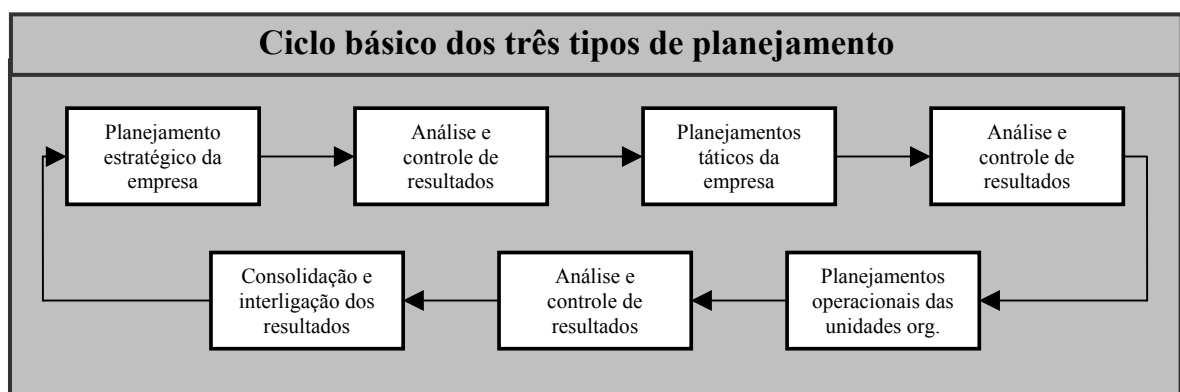 Ciclo básico dos três tipos de planejamento
Planejamento
estratégico da
empresa
Análise e
controle de
resultados
Planejamentos
táticos da
empresa
Análise e
controle de
resultados
Consolidação e
interligação dos
resultados
Análise e
controle de
resultados
Planejamentos
operacionais das
unidades org.